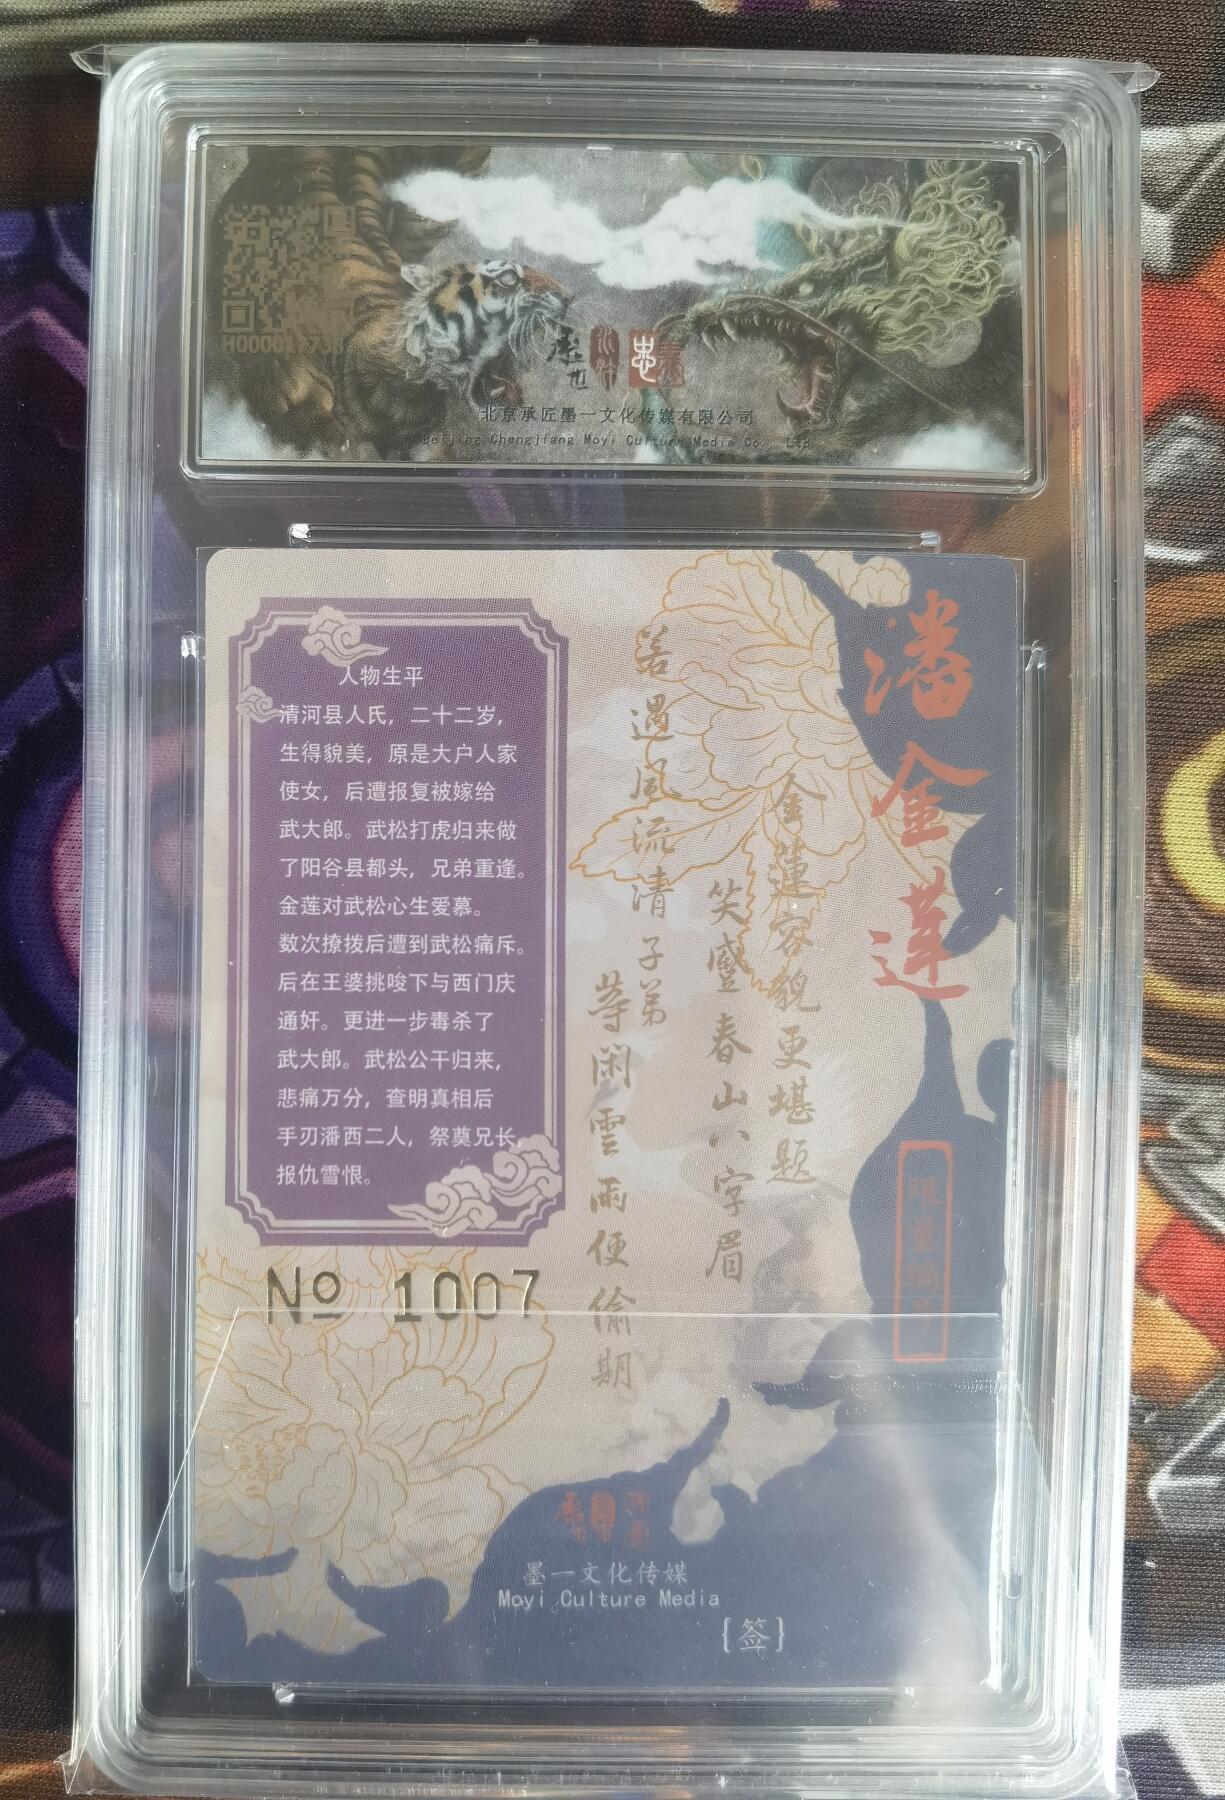 北京承匠墨一文化传媒有限公司
Beijing Chengjiang Moyi Culture Media Co., Ltd
潘金莲
金蓮容貌更堪题
笑蹙春山八字眉
若遇風流清子弟
等闲雲雨便偷期
人物生平
清河县人氏，二十二岁，
生得貌美，原是大户人家
使女，后遭报复被嫁给
武大郎。武松打虎归来做
了阳谷县都头，兄弟重逢。
金莲对武松心生爱慕。
数次撩拨后遭到武松痛斥。
后在王婆挑唆下与西门庆
通奸。更进一步毒杀了
武大郎。武松公干归来，
悲痛万分，查明真相后
手刃潘西二人，祭奠兄长，
报仇雪恨。
№ 1007
墨一文化传媒
Moyi Culture Media
{签}